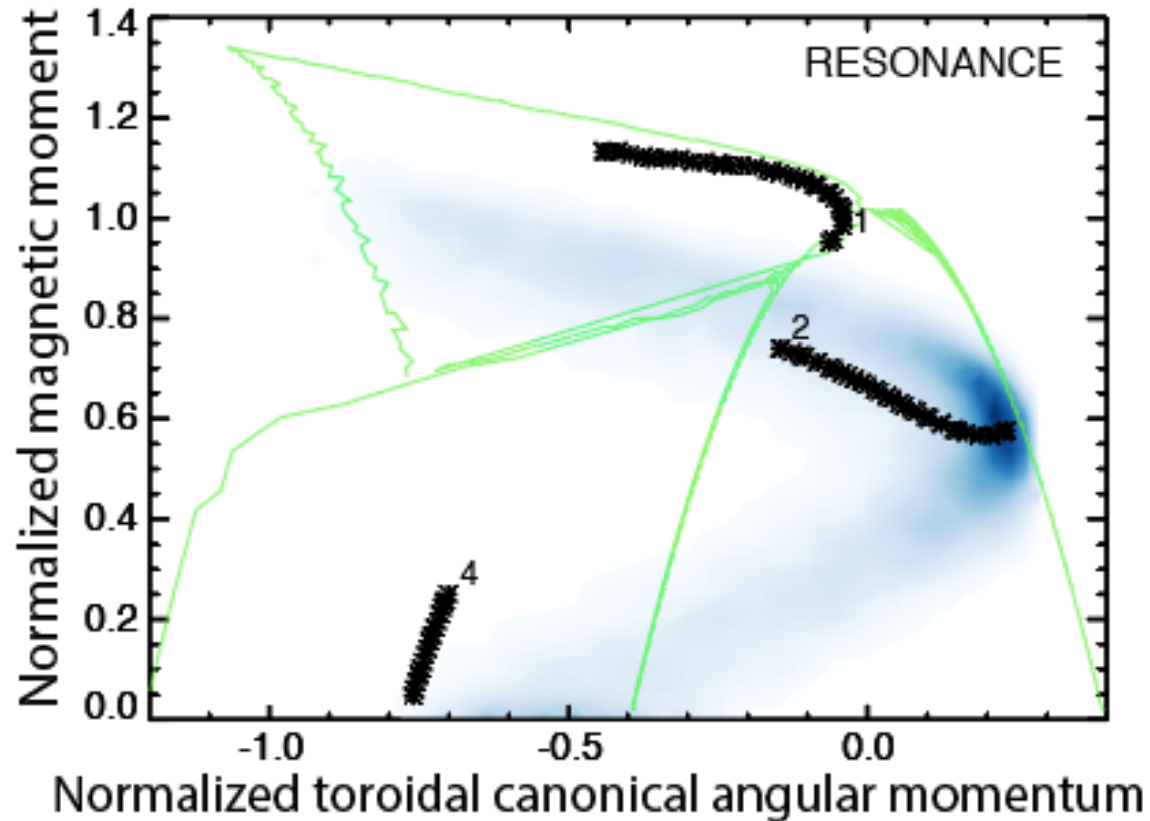 Normalized magnetic moment
1.4
RESONANCE
1.2
1.0
1
0.8
2
0.6
0.4
4
0.2
0.0
-1.0 -0.5 0.0
Normalized toroidal canonical angular momentum